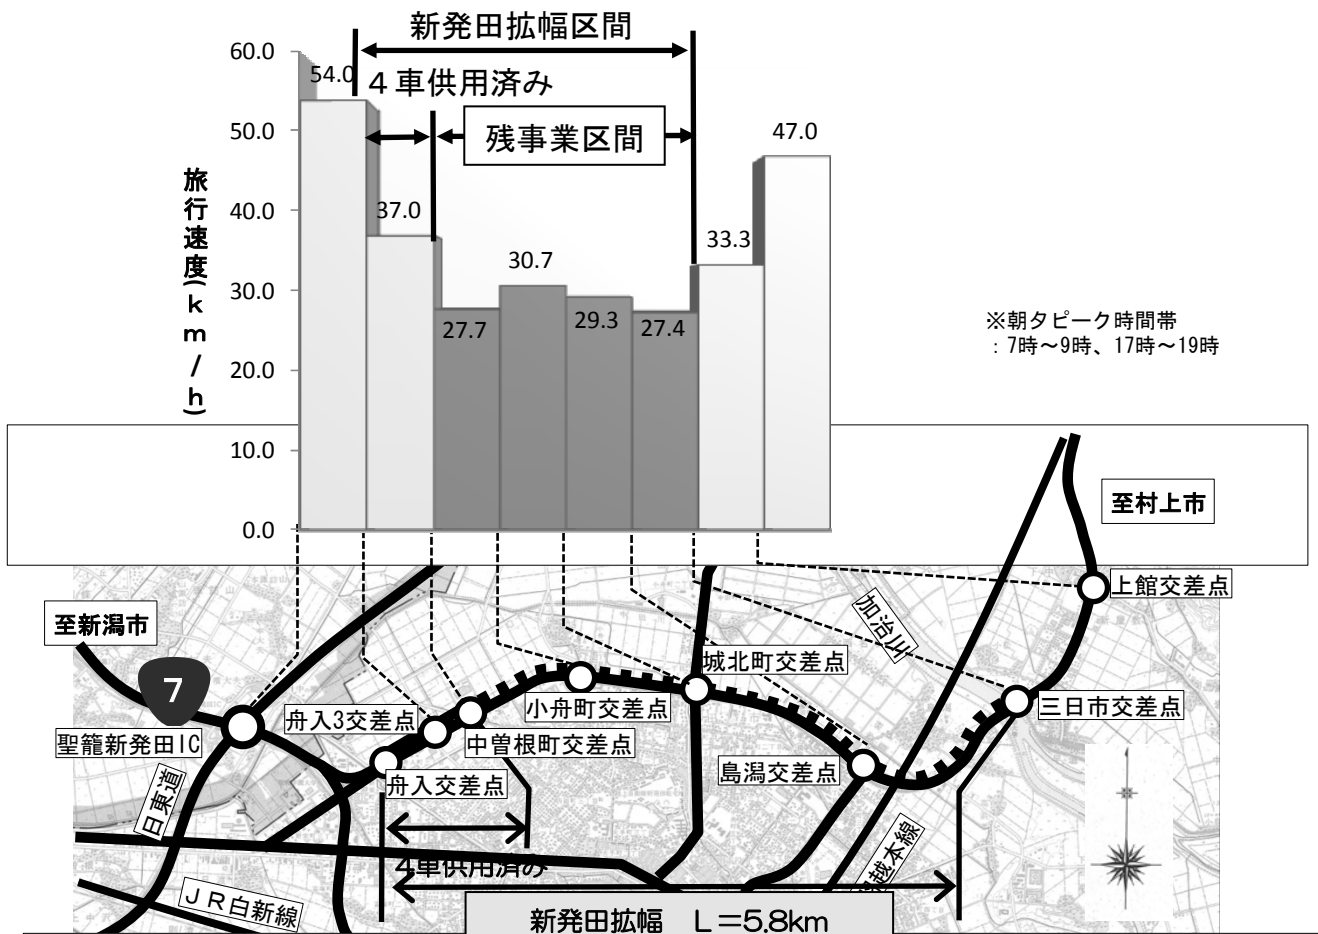 新発田拡幅区間
４車供用済み
残事業区間
旅行速度(km/h)
60.0
50.0
40.0
30.0
20.0
10.0
0.0
54.0
37.0
27.7
30.7
29.3
27.4
33.3
47.0
※朝夕ピーク時間帯
：7時～9時、17時～19時
至村上市
至新潟市
7
上館交差点
加治川
城北町交差点
三日市交差点
小舟町交差点
舟入3交差点
中曽根町交差点
聖籠新発田IC
島潟交差点
舟入交差点
日東道
4車供用済み
越本線
ＪＲ白新線
新発田拡幅　Ｌ＝5.8km